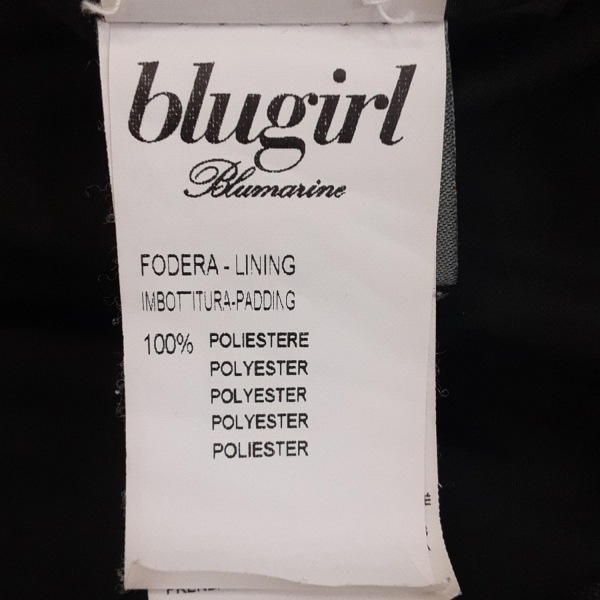 blugirl
Blumarine
FODERA - LINING
IMBOTTITURA-PADDING
100% POLIESTERE
POLYESTER
POLYESTER
POLYESTER
POLIESTER